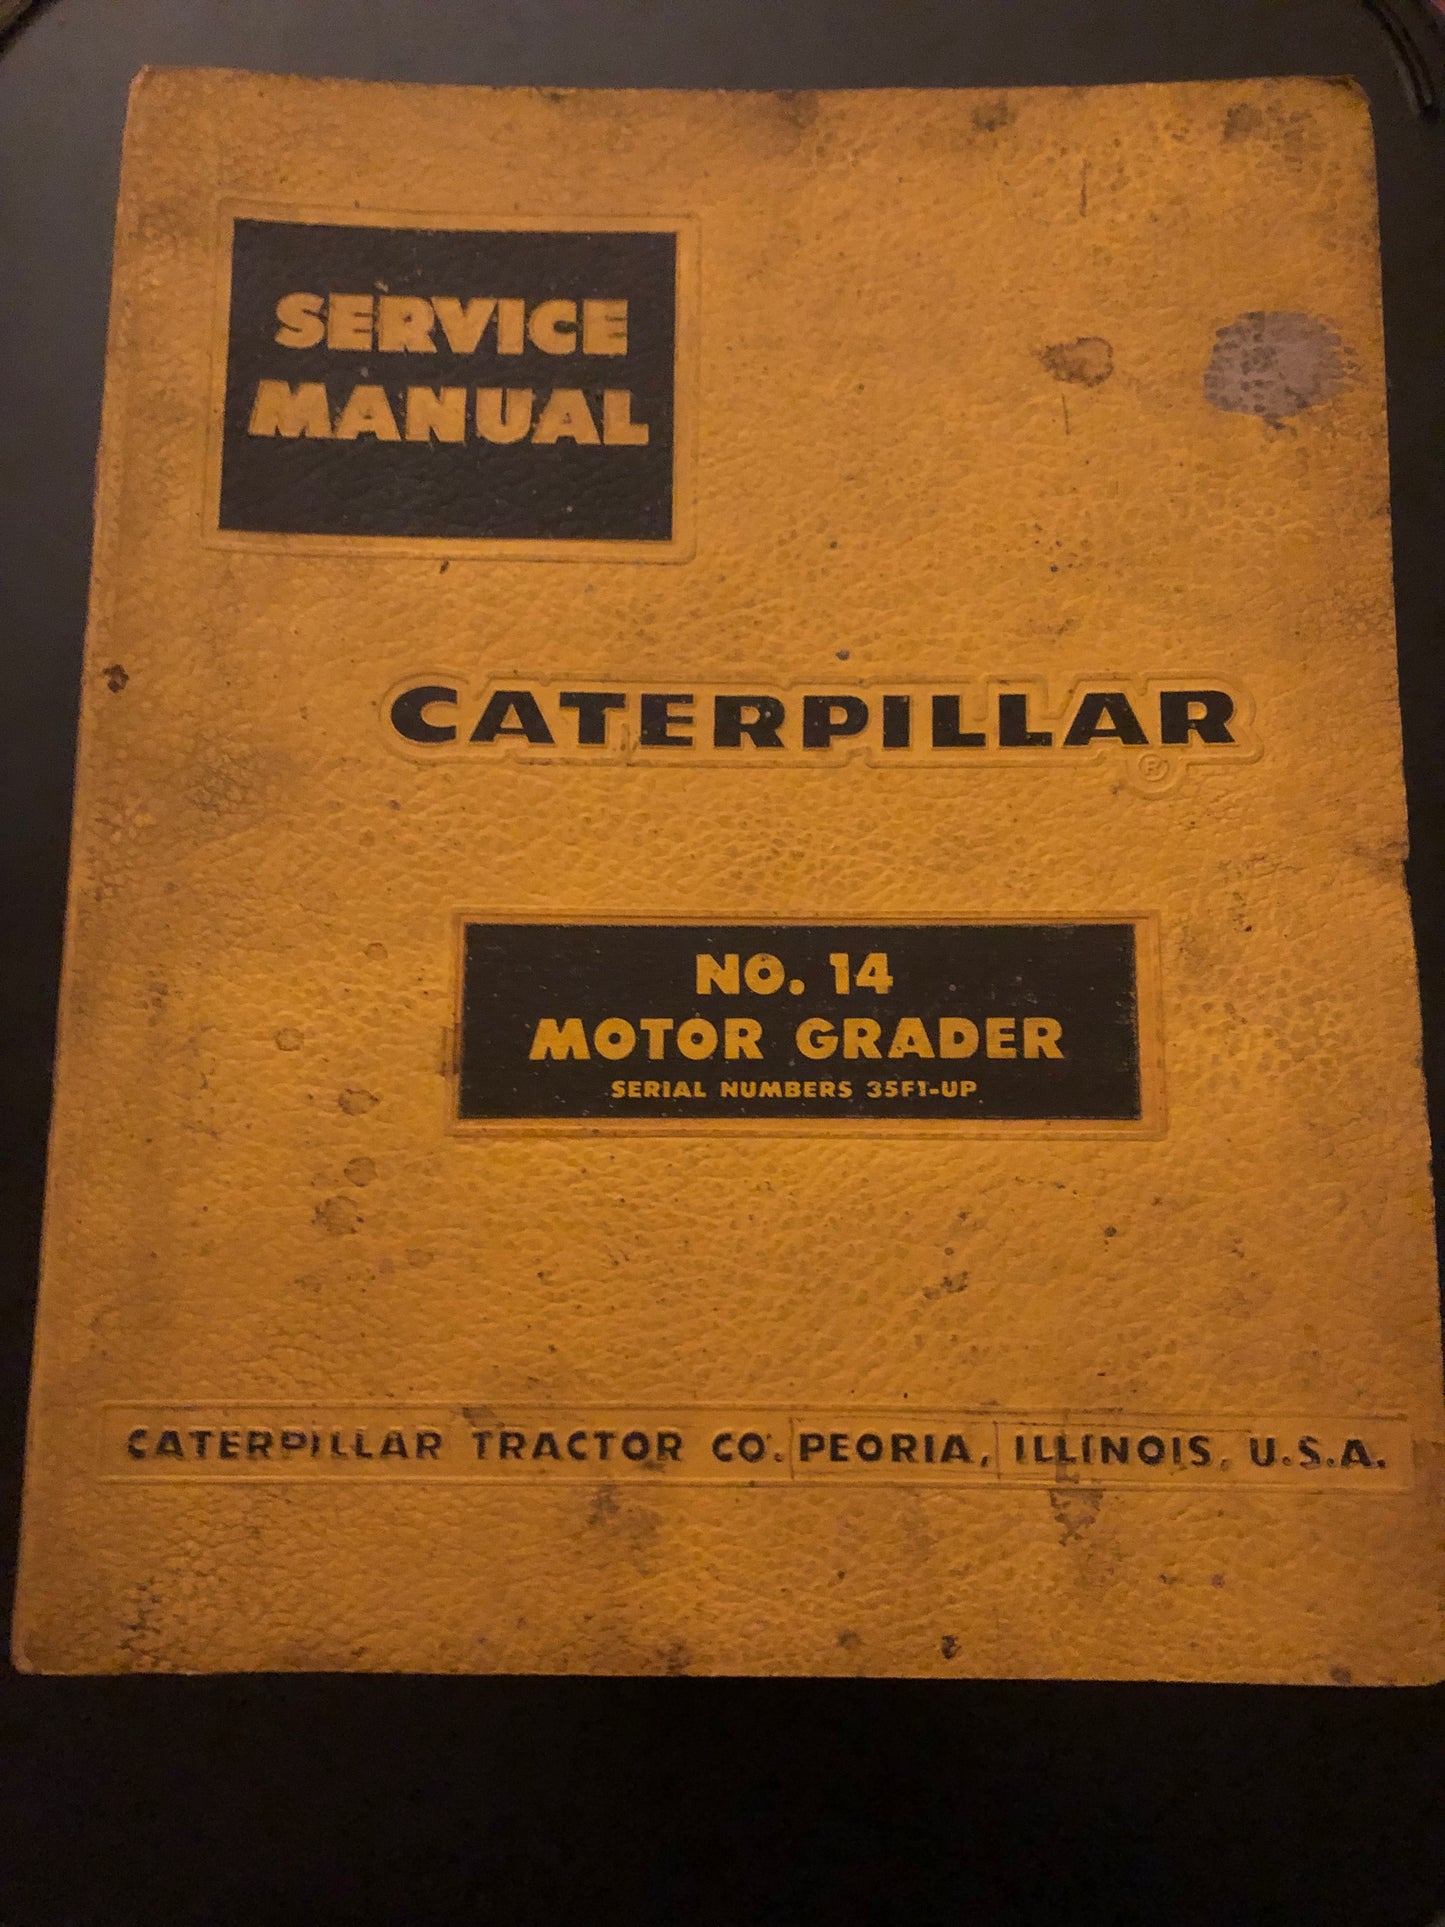 SERVICE
MANUAL
CATERPILLAR
®
NO. 14
MOTOR GRADER
SERIAL NUMBERS 35F1-UP
CATERPILLAR TRACTOR CO. PEORIA, ILLINOIS, U.S.A.